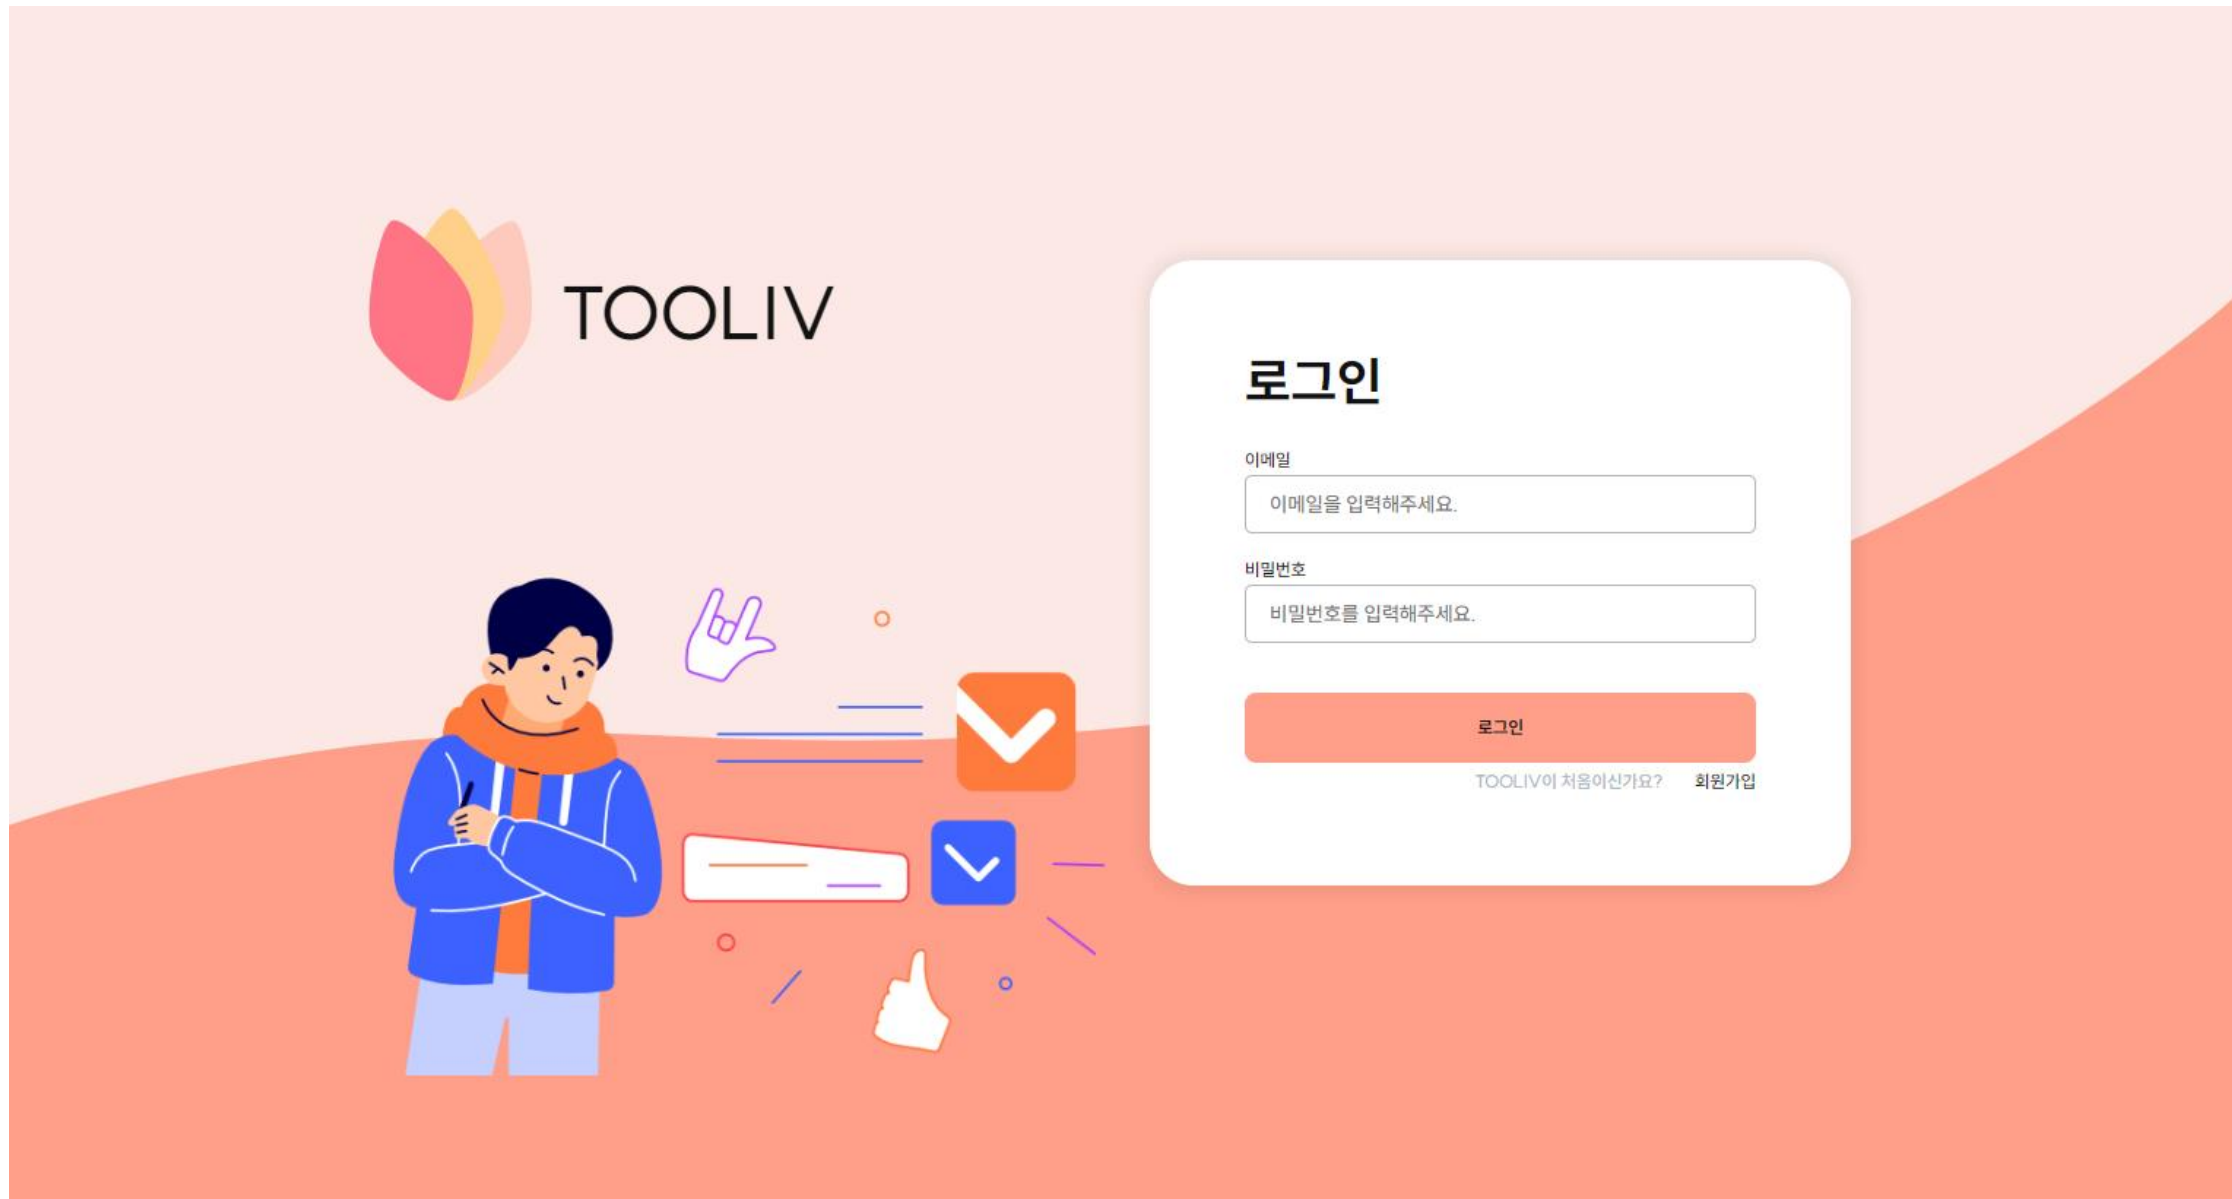 TOOLIV
로그인
이메일
이메일을 입력해주세요.
비밀번호
비밀번호를 입력해주세요.
로그인
TOOLIV이 처음이신가요? 회원가입